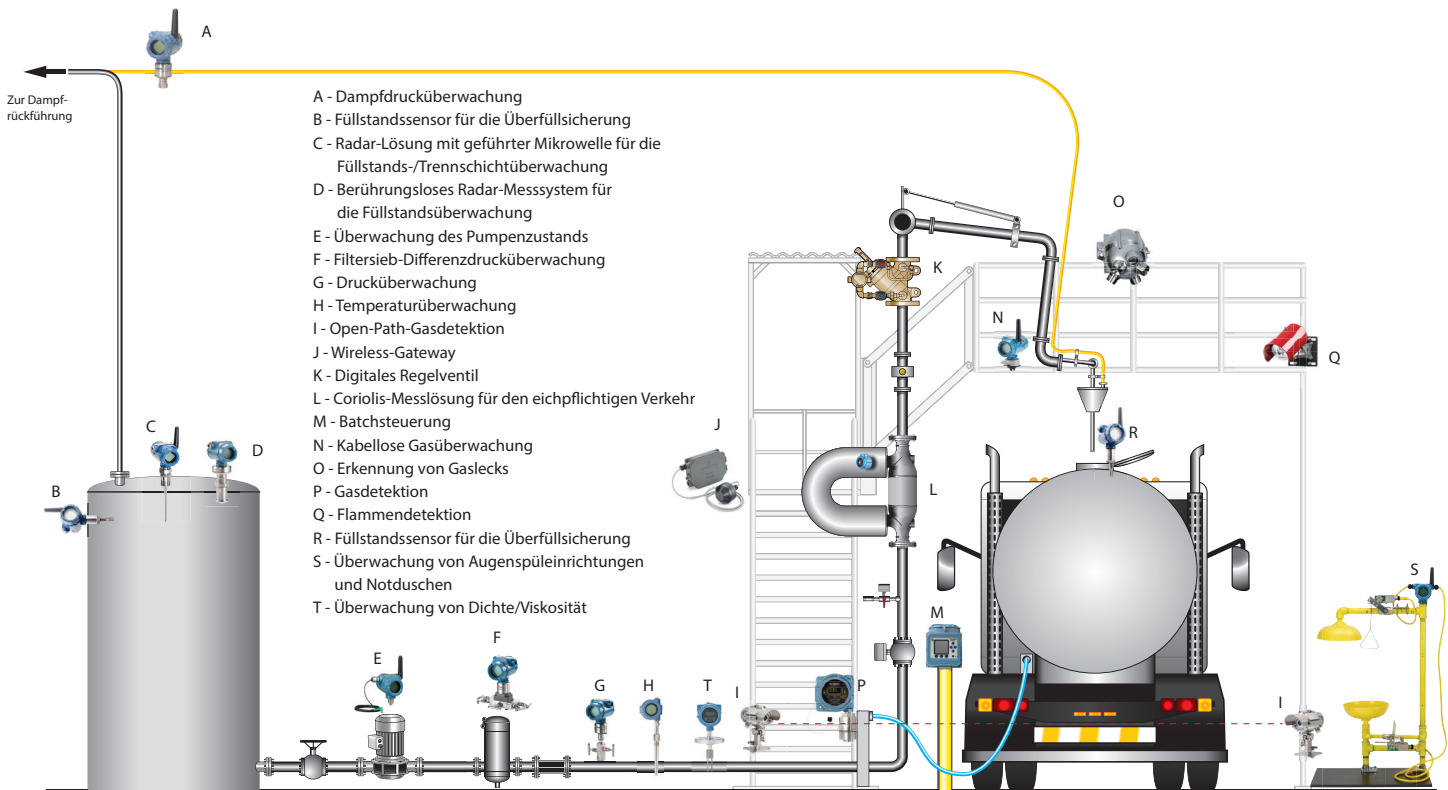 A
Zur Dampf-
rückführung
A - Dampfdrucküberwachung
B - Füllstandssensor für die Überfüllsicherung
C - Radar-Lösung mit geführter Mikrowelle für die
Füllstands-/Trennschichtüberwachung
D - Berührungsloses Radar-Messsystem für
die Füllstandsüberwachung
E - Überwachung des Pumpenzustands
F - Filtersieb-Differenzdrucküberwachung
G - Drucküberwachung
H - Temperaturüberwachung
I - Open-Path-Gasdetektion
J - Wireless-Gateway
K - Digitales Regelventil
L - Coriolis-Messlösung für den eichpflichtigen Verkehr
M - Batchsteuerung
N - Kabellose Gasüberwachung
O - Erkennung von Gaslecks
P - Gasdetektion
Q - Flammendetektion
R - Füllstandssensor für die Überfüllsicherung
S - Überwachung von Augenspüleinrichtungen
und Notduschen
T - Überwachung von Dichte/Viskosität
O
K
N
Q
C
D
J
R
B
L
S
M
E
F
G
H
T
I
P
I